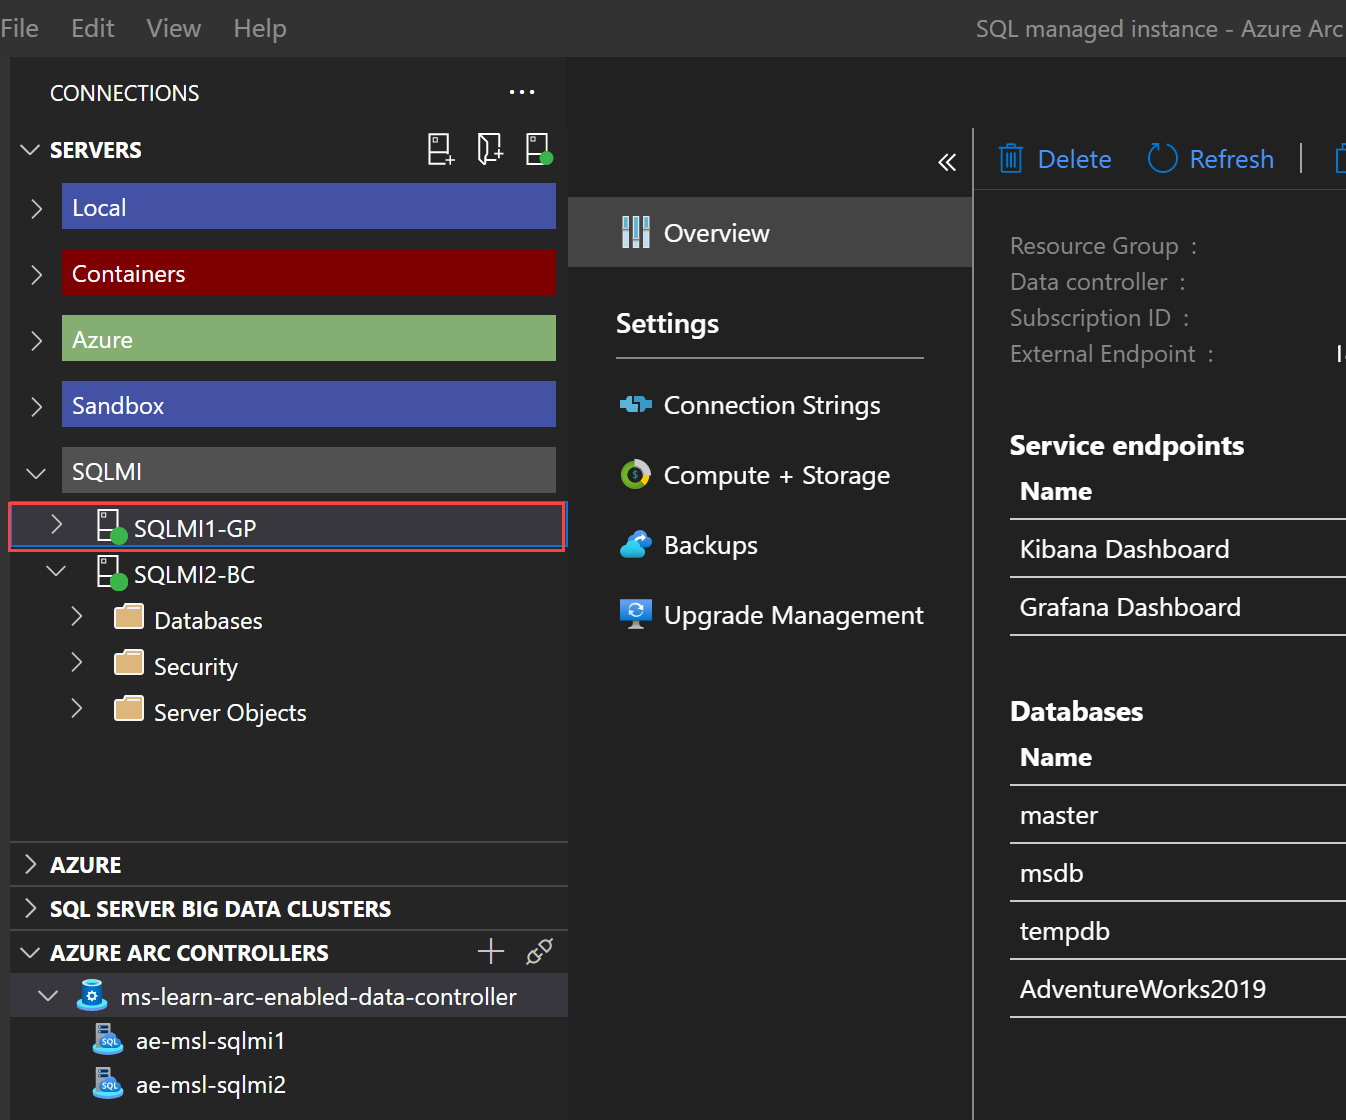 File Edit View Help
SQL managed instance - Azure Arc
CONNECTIONS
SERVERS
Local
Containers
Azure
Sandbox
SQLMI
SQLMI1-GP
SQLMI2-BC
Databases
Security
Server Objects
AZURE
SQL SERVER BIG DATA CLUSTERS
AZURE ARC CONTROLLERS
ms-learn-arc-enabled-data-controller
ae-msl-sqlmi1
ae-msl-sqlmi2
Overview
Settings
Connection Strings
Compute + Storage
Backups
Upgrade Management
Delete Refresh
Resource Group :
Data controller :
Subscription ID :
External Endpoint :
Service endpoints
Name
Kibana Dashboard
Grafana Dashboard
Databases
Name
master
msdb
tempdb
AdventureWorks2019